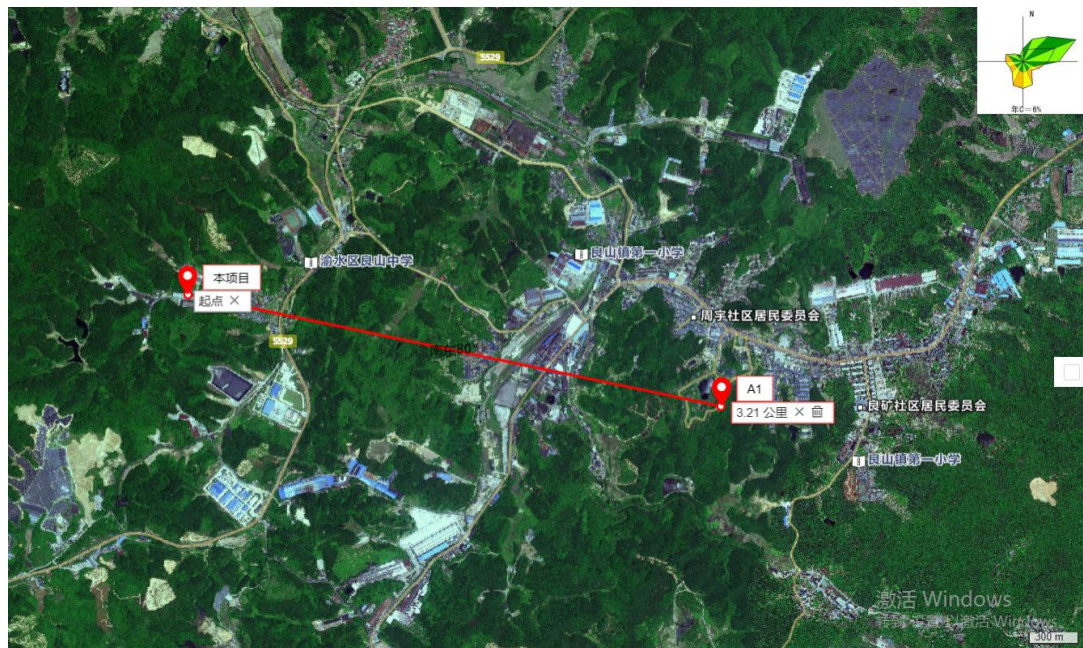 N
S529
年C=6%
良山镇第一小学
渝水区良山中学
本项目
起点
周宇社区居民委员会
S529
A1
3.21 公里
良矿社区居民委员会
良山镇第一小学
激活 Windows
300 m